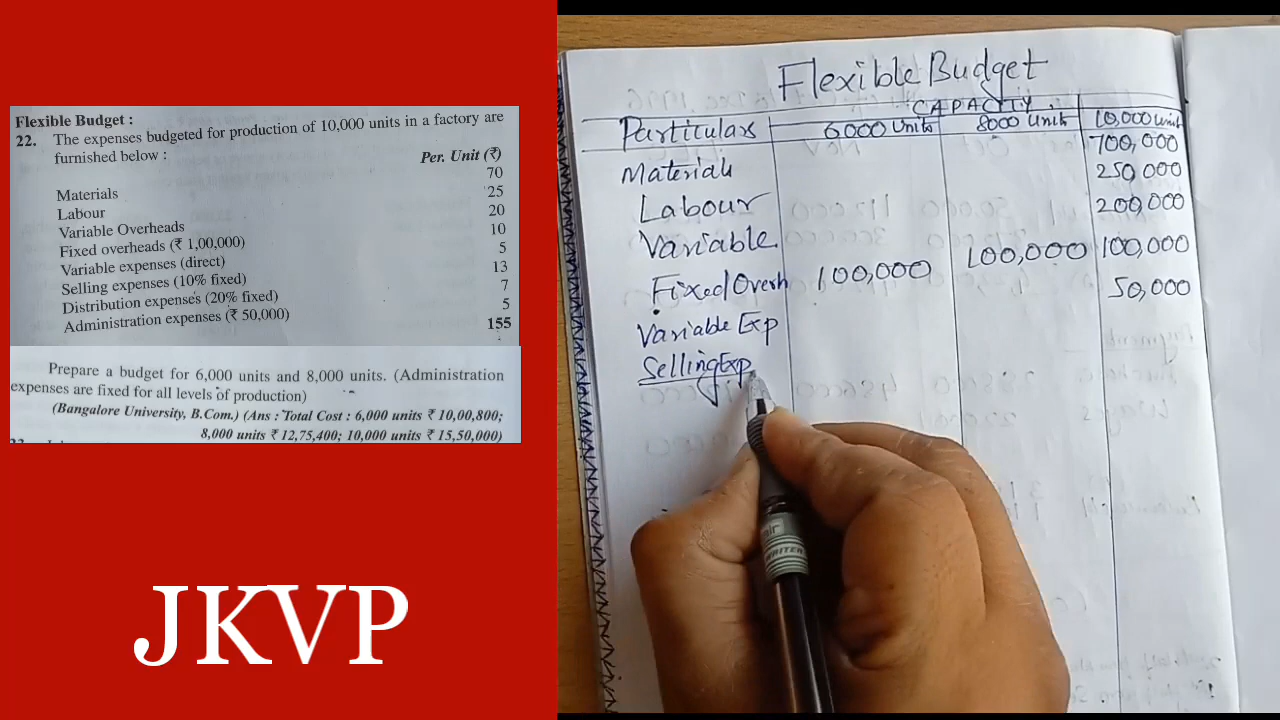 Flexible Budget :
22. The expenses budgeted for production of 10,000 units in a factory are
furnished below :
Per. Unit (₹)
Materials 70
Labour 25
Variable Overheads 20
Fixed overheads (₹ 1,00,000) 10
Variable expenses (direct) 5
Selling expenses (10% fixed) 13
Distribution expenses (20% fixed) 7
Administration expenses (₹ 50,000) 5
155
Prepare a budget for 6,000 units and 8,000 units. (Administration
expenses are fixed for all levels of production)
(Bangalore University, B.Com.) (Ans : Total Cost : 6,000 units ₹ 10,00,800;
8,000 units ₹ 12,75,400; 10,000 units ₹ 15,50,000)
JKVP
Flexible Budget
CAPACITY
Particulars 6000 Units 8000 Units 10,000 unit
Materials 700,000
Labour 250,000
Variable 200,000
Fixed Overh 100,000 100,000 100,000
Variable Exp 50,000
Selling Exp